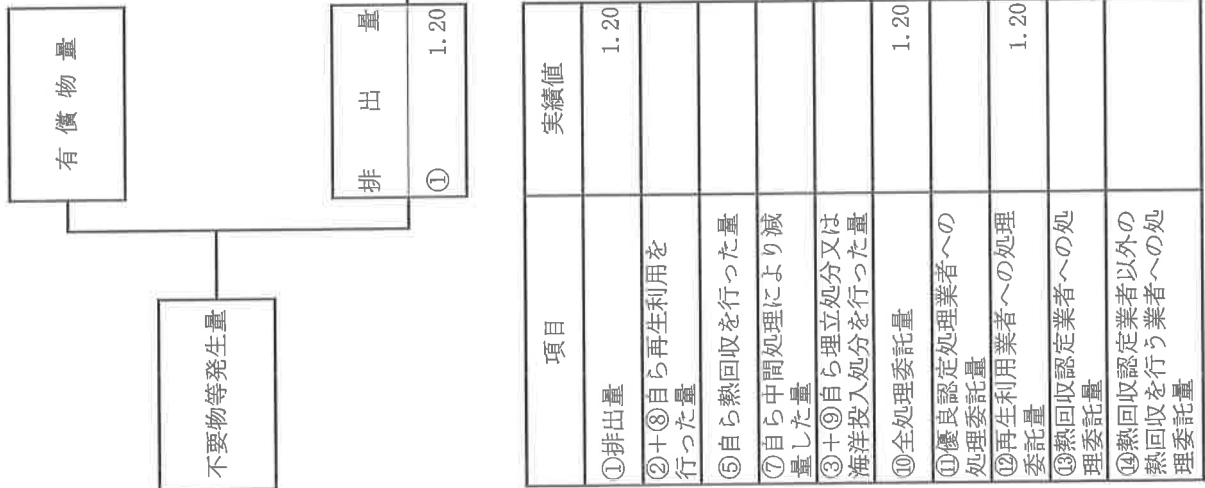 有償物量
不要物等発生量
排出量
① 1.20
項目 実績値
①排出量 1.20
②+⑧自ら再生利用を
行った量
⑤自ら熱回収を行った量
⑦自ら中間処理により減
量した量
③+⑨自ら埋立処分又は
海洋投入処分を行った量
⑩全処理委託量 1.20
⑪優良認定処理業者への
処理委託量
⑫再生利用業者への処理
委託量 1.20
⑬熱回収認定業者への処
理委託量
⑭熱回収認定業者以外の
熱回収を行う業者への処
理委託量